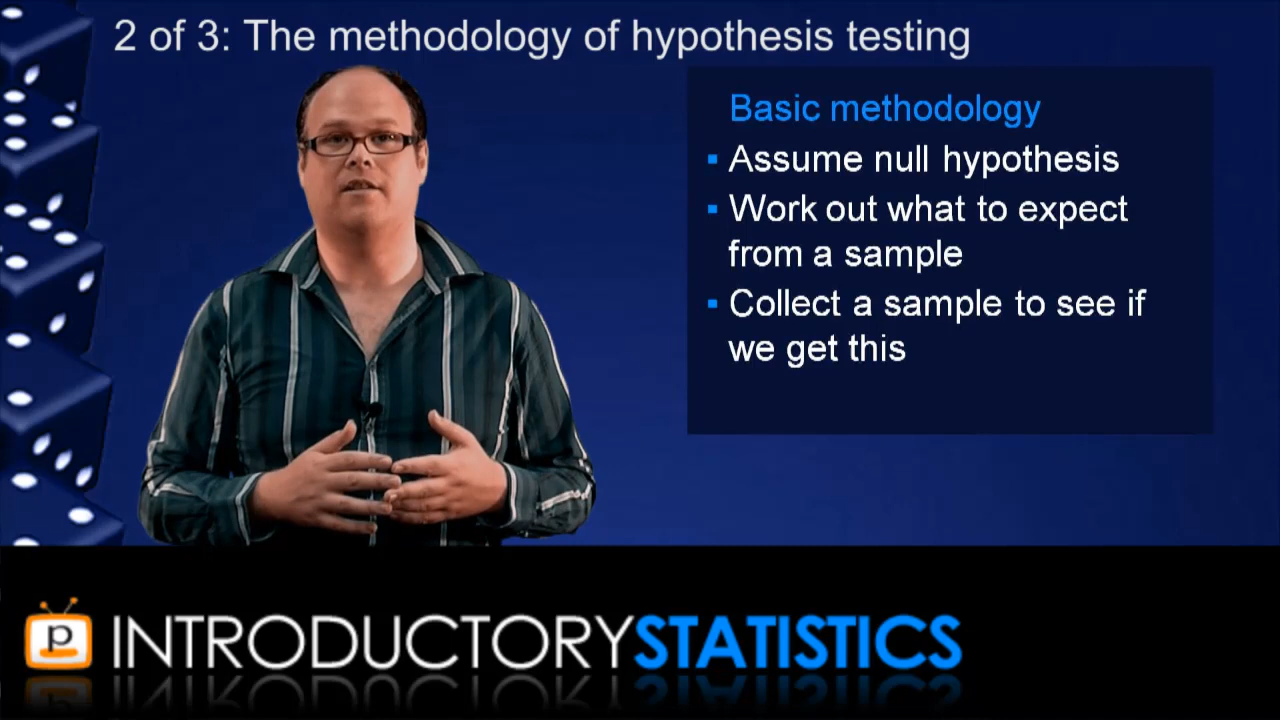 2 of 3: The methodology of hypothesis testing
Basic methodology
▪ Assume null hypothesis
▪ Work out what to expect
from a sample
▪ Collect a sample to see if
we get this
p
INTRODUCTORYSTATISTICS